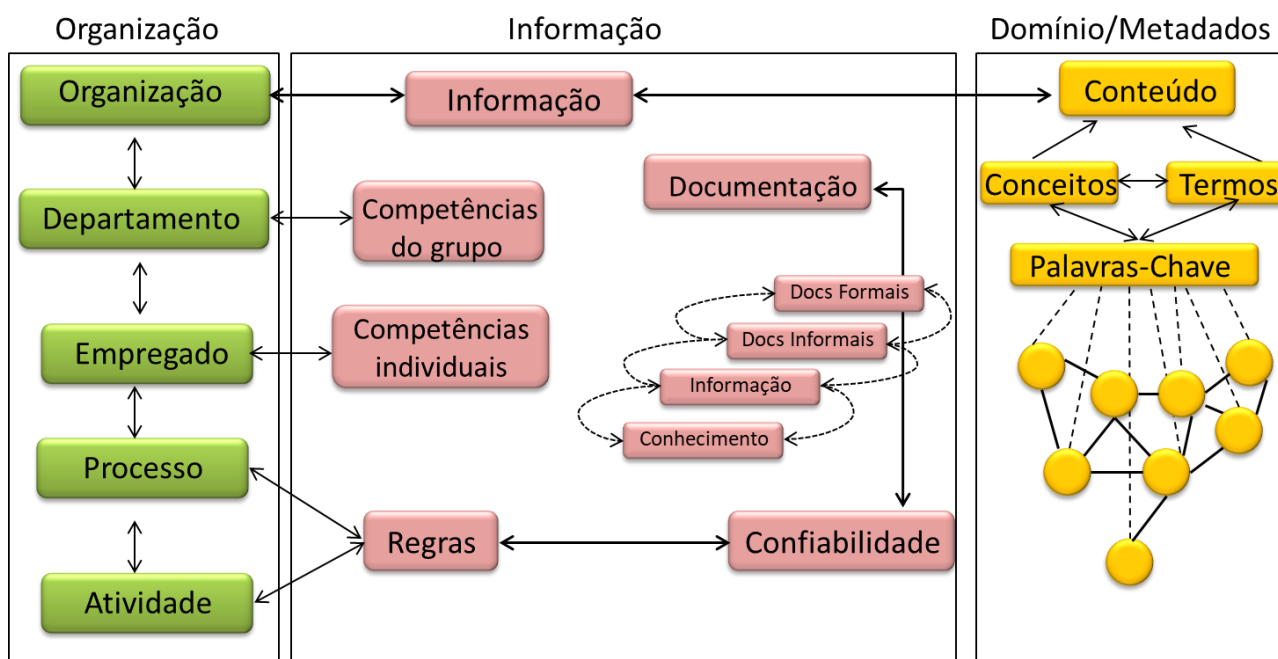 Organização
Informação
Domínio/Metadados
Organização
Departamento
Empregado
Processo
Atividade
Informação
Documentação
Competências
do grupo
Competências
individuais
Docs Formais
Docs Informais
Informação
Conhecimento
Regras
Confiabilidade
Conteúdo
Conceitos
Termos
Palavras-Chave